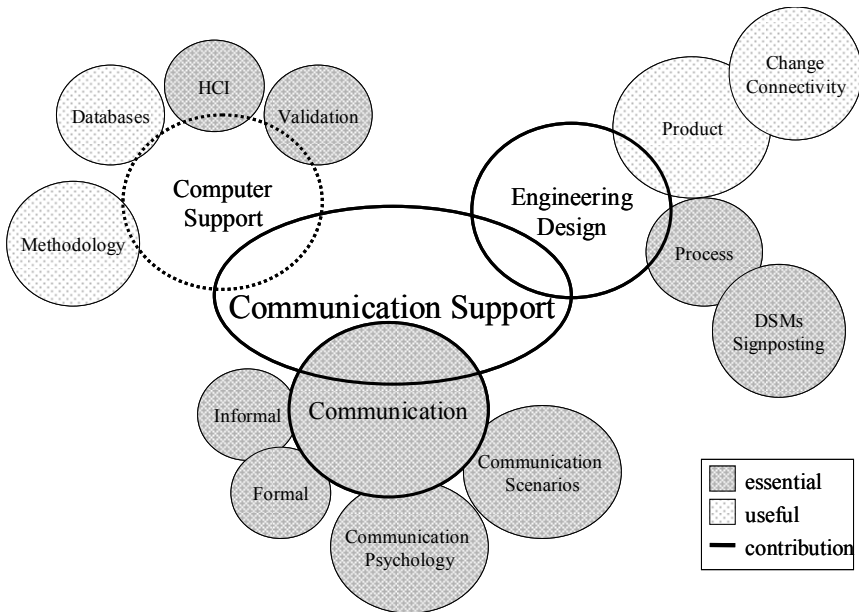 Change
Connectivity
HCI
Databases
Validation
Product
Computer
Support
Engineering
Design
Methodology
Process
Communication Support
DSMs
Signposting
Informal
Communication
Communication
Scenarios
Formal
Communication
Psychology
essential
useful
contribution